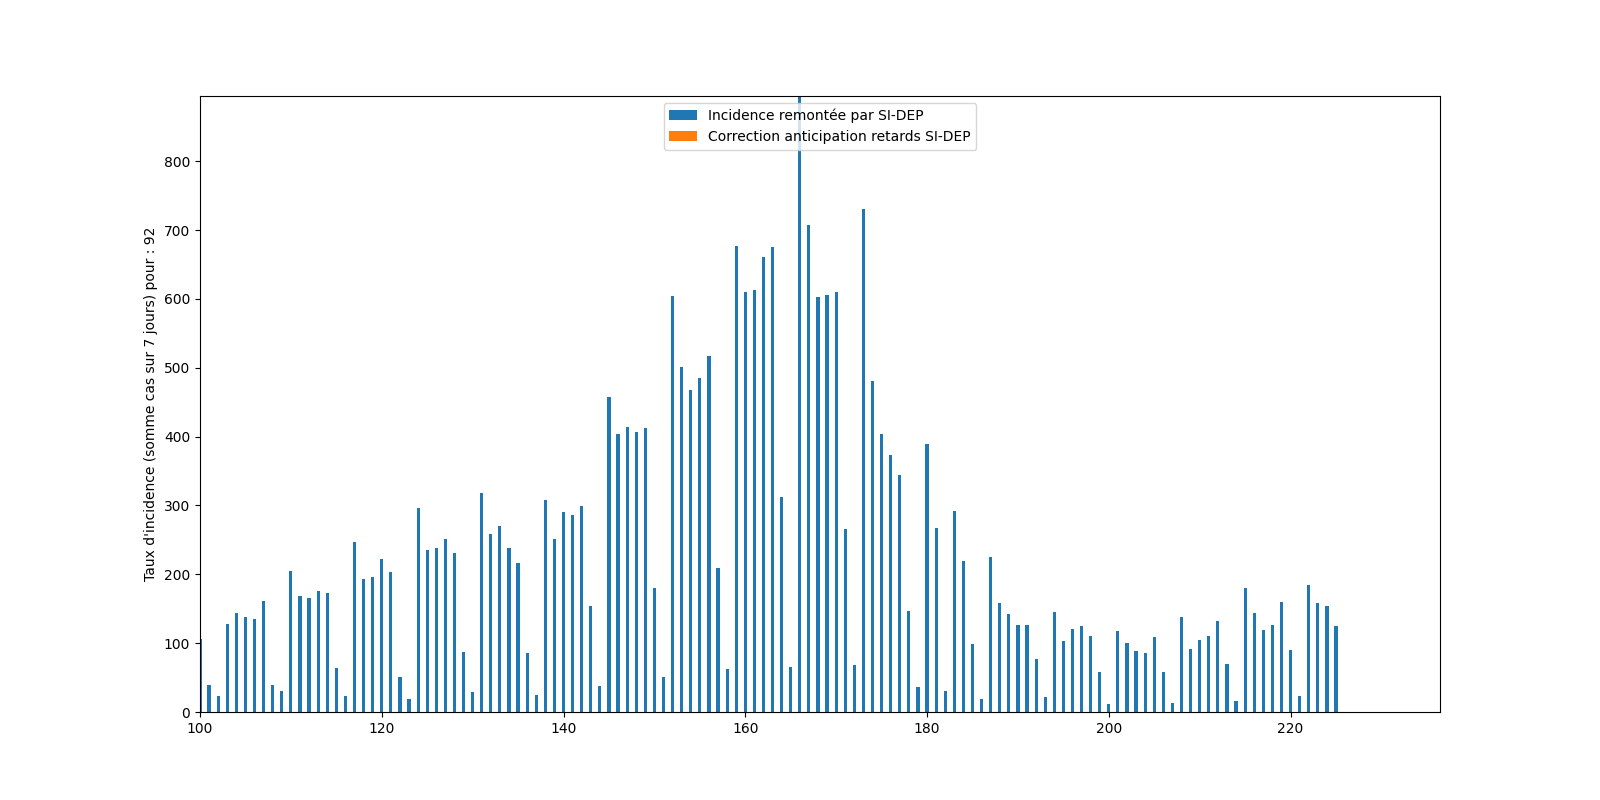 Incidence remontée par SI-DEP
Correction anticipation retards SI-DEP
Taux d'incidence (somme cas sur 7 jours) pour : 92
800
700
600
500
400
300
200
100
0
100 120 140 160 180 200 220